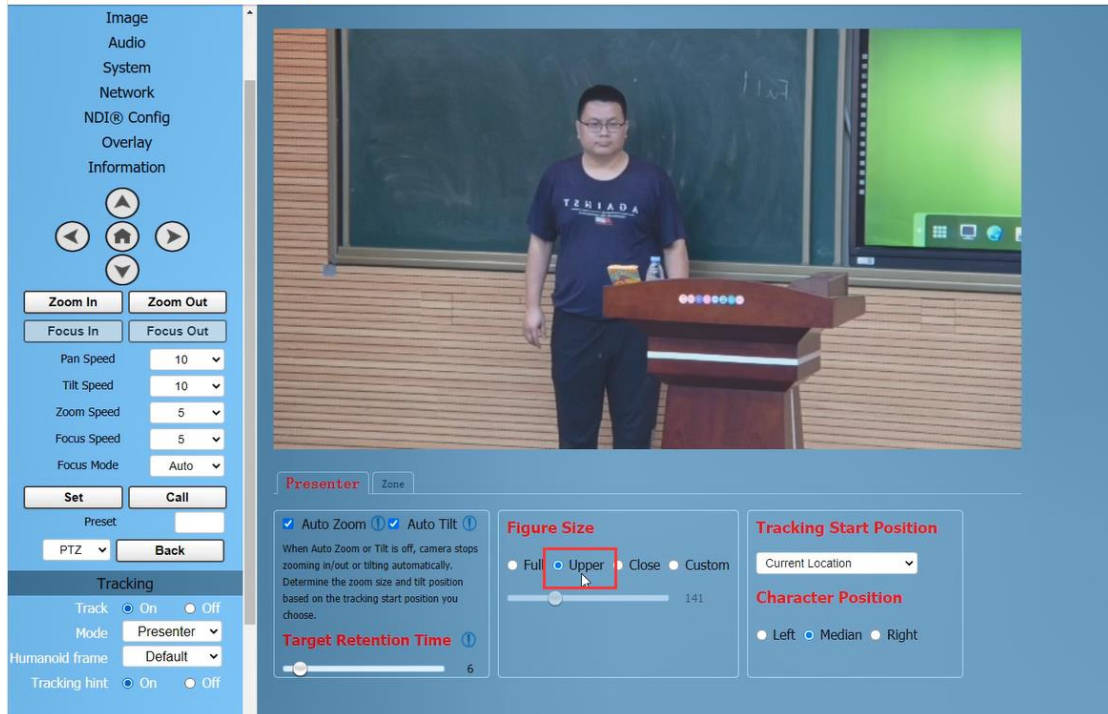 Image
Audio
System
Network
NDI® Config
Overlay
Information
Zoom In Zoom Out
Focus In Focus Out
Pan Speed 10
Tilt Speed 10
Zoom Speed 5
Focus Speed 5
Focus Mode Auto
Set Call
Preset
PTZ Back
Tracking
Track On Off
Mode Presenter
Humanoid frame Default
Tracking hint On Off
Full
AGAINST
Presenter Zone
Auto Zoom Auto Tilt
When Auto Zoom or Tilt is off, camera stops
zooming in/out or tilting automatically.
Determine the zoom size and tilt position
based on the tracking start position you
choose.
Target Retention Time
6
Figure Size
Full Upper Close Custom
141
Tracking Start Position
Current Location
Character Position
Left Median Right